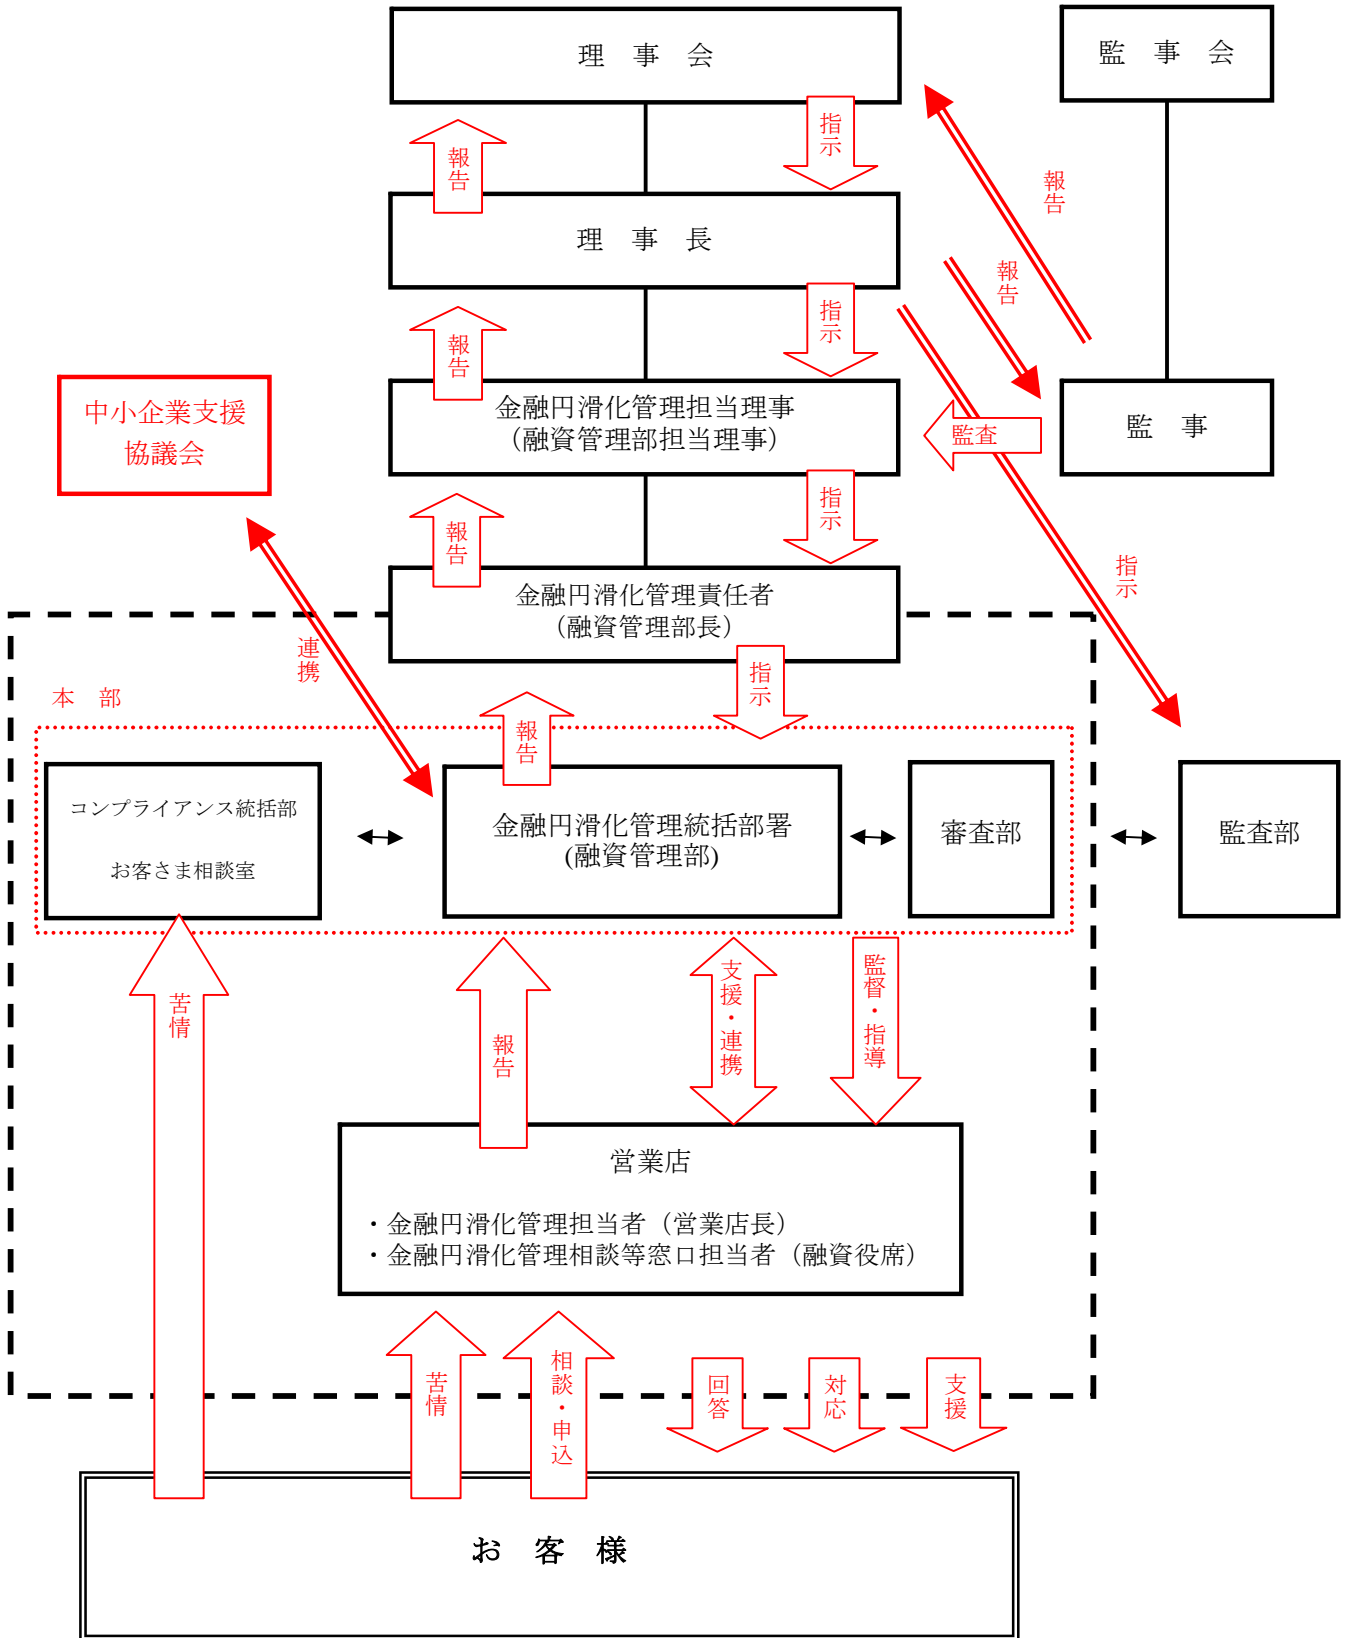 理　事　会
監　事　会
指示
報告
報告
理　事　長
報告
指示
報告
中小企業支援
協議会
金融円滑化管理担当理事
（融資管理部担当理事）
監査
監　事
指示
報告
指示
金融円滑化管理責任者
（融資管理部長）
連携
指示
本　部
報告
コンプライアンス統括部
お客さま相談室
金融円滑化管理統括部署
(融資管理部)
審査部
監査部
苦情
報告
支援・連携
監督・指導
営業店
・金融円滑化管理担当者（営業店長）
・金融円滑化管理相談等窓口担当者（融資役席）
苦情
相談・申込
回答
対応
支援
お　客　様